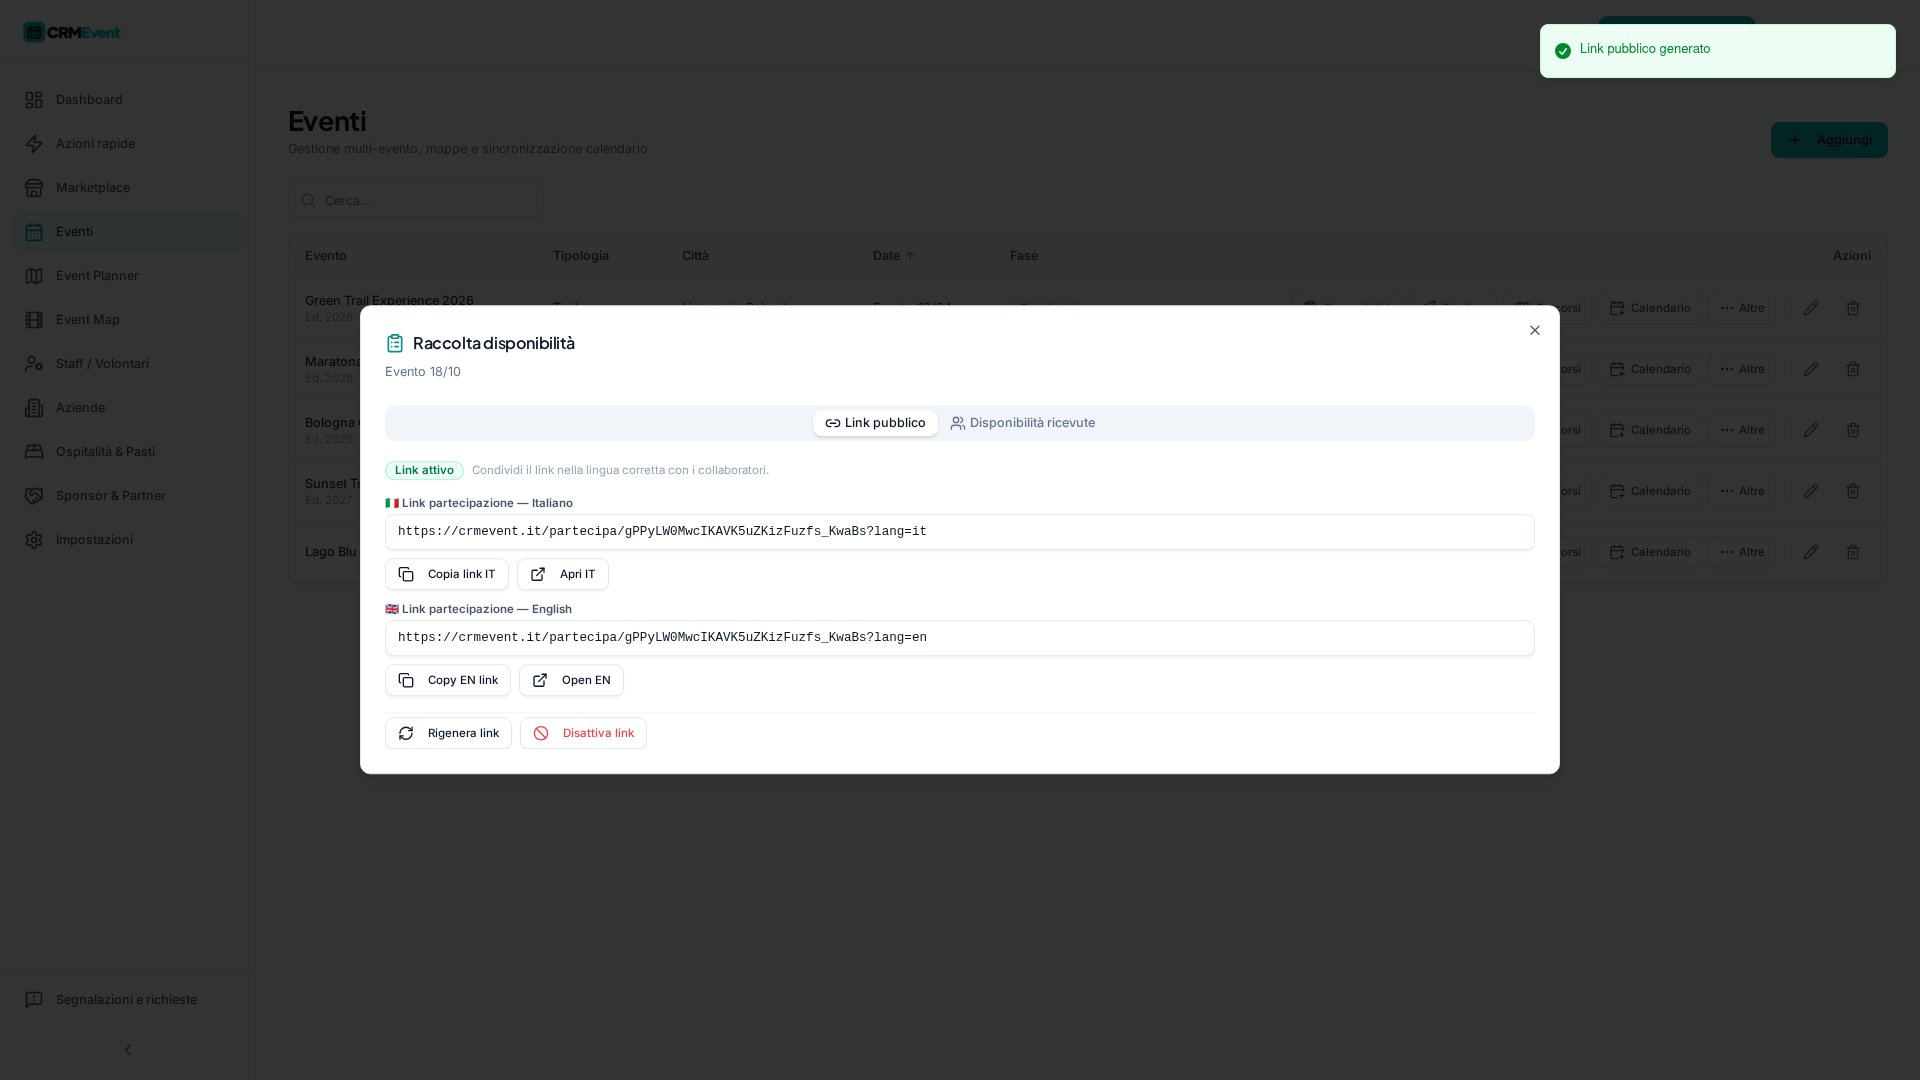 CRMEvent
Link pubblico generato
Dashboard
Azioni rapide
Marketplace
Eventi
Event Planner
Event Map
Staff / Volontari
Aziende
Ospitalità & Pasti
Sponsor & Partner
Impostazioni
Segnalazioni e richieste
Eventi
Gestione multi-evento, mappe e sincronizzazione calendario
Aggiungi
Cerca...
Evento Tipologia Città Date ↑ Fase Azioni
Green Trail Experience 2026
Ed. 2026
Calendario Altre
Maratona
Ed. 2026
Calendario Altre
Bologna
Ed. 2026
Calendario Altre
Sunset
Ed. 2027
Calendario Altre
Lago Blu
Calendario Altre
Raccolta disponibilità
Evento 18/10
Link pubblico Disponibilità ricevute
Link attivo Condividi il link nella lingua corretta con i collaboratori.
Link partecipazione — Italiano
https://crmevent.it/partecipa/gPPyLW0MwcIKAVK5uZKizFuzfs_KwaBs?lang=it
Copia link IT Apri IT
Link partecipazione — English
https://crmevent.it/partecipa/gPPyLW0MwcIKAVK5uZKizFuzfs_KwaBs?lang=en
Copy EN link Open EN
Rigenera link Disattiva link